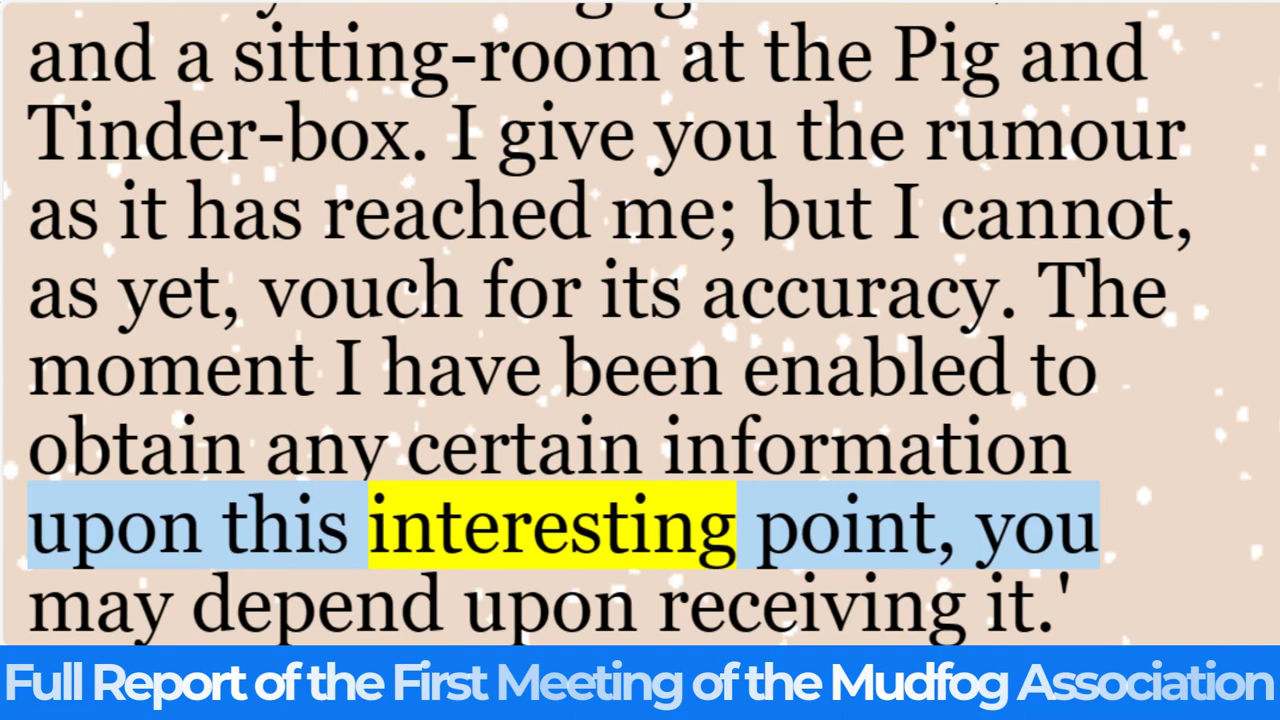 and a sitting-room at the Pig and
Tinder-box. I give you the rumour
as it has reached me; but I cannot,
as yet, vouch for its accuracy. The
moment I have been enabled to
obtain any certain information
upon this interesting point, you
may depend upon receiving it.'
Full Report of the First Meeting of the Mudfog Association